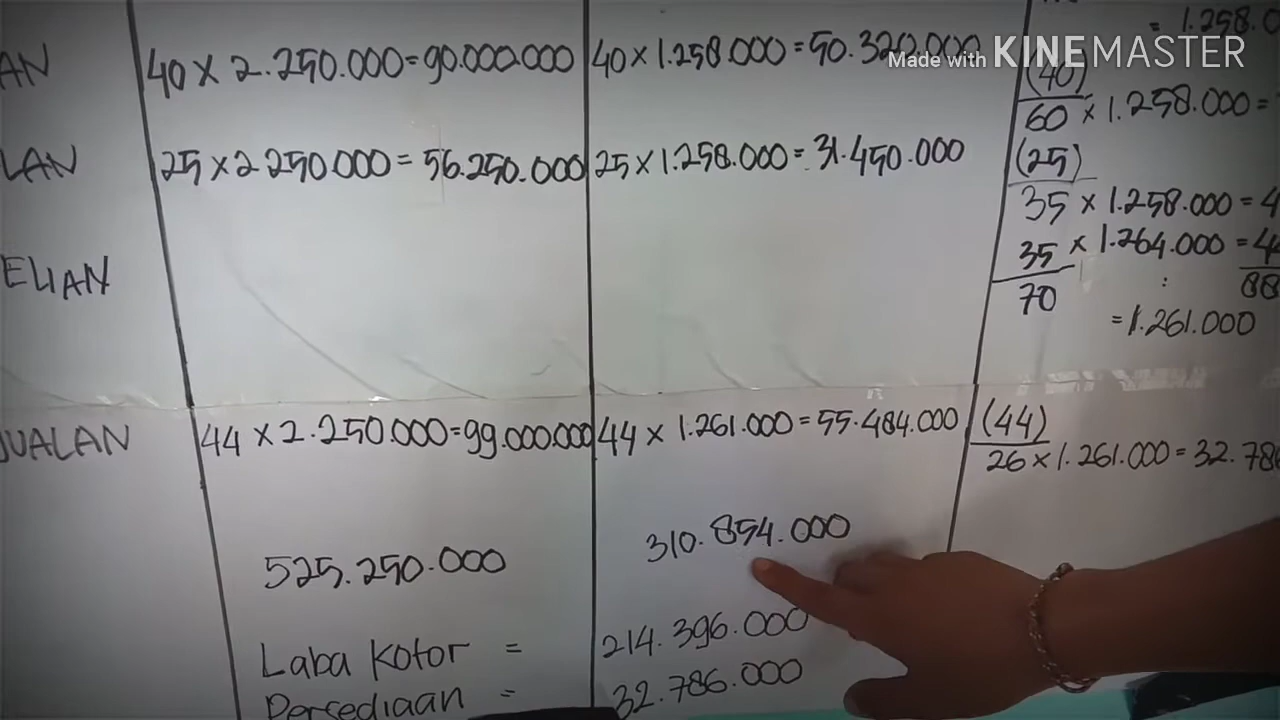 = 1.258.0
AN 40 × 2.250.000=90.000.000 40 × 1.258.000=50.320.000
Made with KINEMASTER
(40)
60 × 1.258.000=
LAN 25×2 250.000= 56.250.000 25×1.258.000=31.450.000 (25)
35 × 1.258.000=4
35 × 1.264.000 =4
ELIAN 70 88
=1.261.000
JUALAN 44 × 2.250.000=99.000.000 44 × 1.261.000=55.484.000 (44)
26 × 1.261.000=32.786
525.250.000 310.854.000
Laba Kotor = 214.396.000
Persediaan = 32.786.000